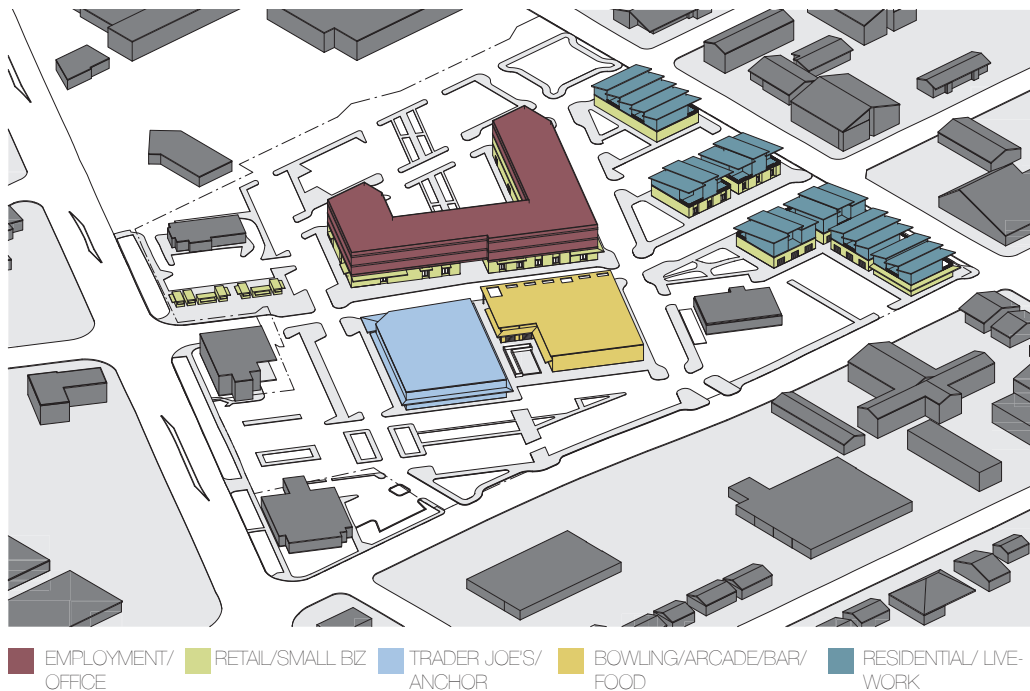 EMPLOYMENT/
OFFICE
RETAIL/SMALL BIZ
TRADER JOE'S/
ANCHOR
BOWLING/ARCADE/BAR/
FOOD
RESIDENTIAL/ LIVE-
WORK